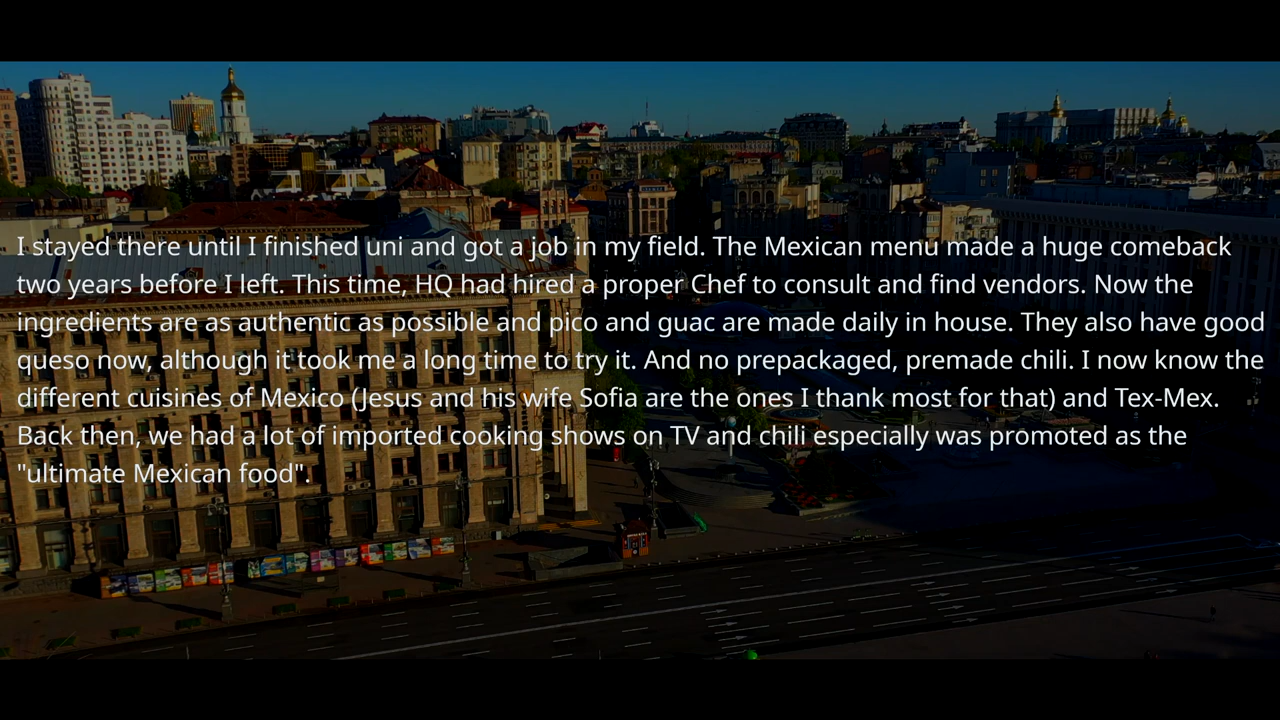 I stayed there until I finished uni and got a job in my field. The Mexican menu made a huge comeback
two years before I left. This time, HQ had hired a proper Chef to consult and find vendors. Now the
ingredients are as authentic as possible and pico and guac are made daily in house. They also have good
queso now, although it took me a long time to try it. And no prepackaged, premade chili. I now know the
different cuisines of Mexico (Jesus and his wife Sofia are the ones I thank most for that) and Tex-Mex.
Back then, we had a lot of imported cooking shows on TV and chili especially was promoted as the
"ultimate Mexican food".